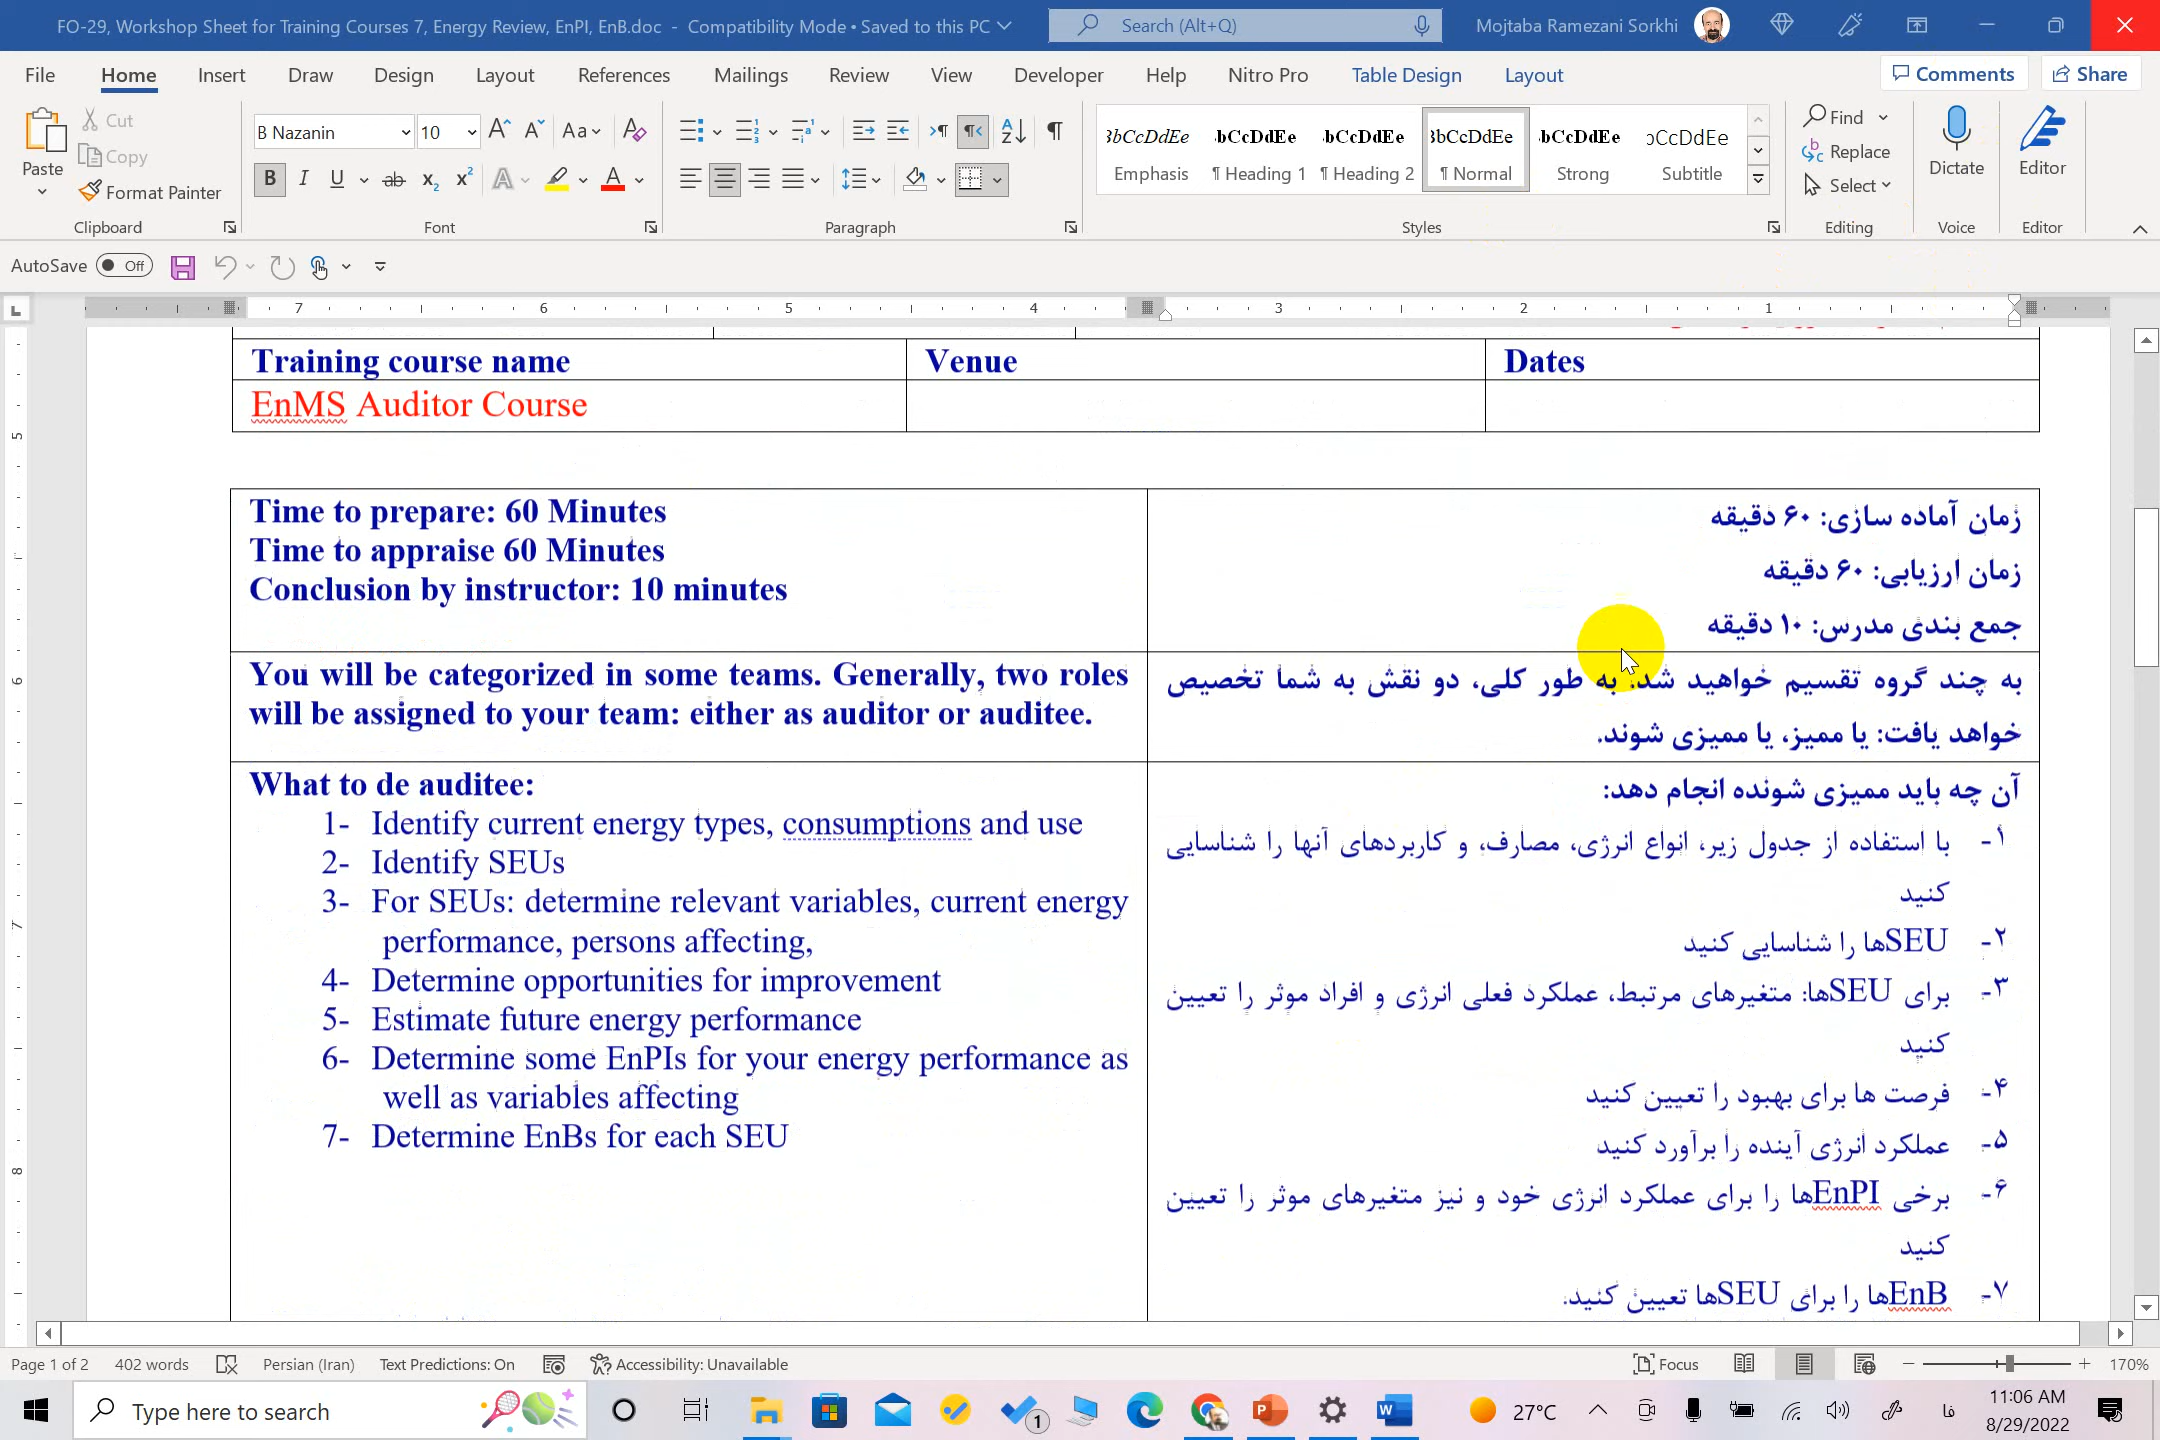 FO-29, Workshop Sheet for Training Courses 7, Energy Review, EnPI, EnB.doc - Compatibility Mode • Saved to this PC
Search (Alt+Q)
Mojtaba Ramezani Sorkhi
File Home Insert Draw Design Layout References Mailings Review View Developer Help Nitro Pro Table Design Layout
Comments
Share
Paste
Cut
Copy
Format Painter
Clipboard
B Nazanin
10
Font
Paragraph
Emphasis
¶ Heading 1
¶ Heading 2
¶ Normal
Strong
Subtitle
Styles
Find
Replace
Select
Editing
Dictate
Voice
Editor
Editor
AutoSave Off
7 6 5 4 3 2 1
Training course name
Venue
Dates
EnMS Auditor Course
Time to prepare: 60 Minutes
Time to appraise 60 Minutes
Conclusion by instructor: 10 minutes
زمان آماده سازی: ۶۰ دقیقه
زمان ارزیابی: ۶۰ دقیقه
جمع بندی مدرس: ۱۰ دقیقه
You will be categorized in some teams. Generally, two roles
will be assigned to your team: either as auditor or auditee.
به چند گروه تقسیم خواهید شد. به طور کلی، دو نقش به شما تخصیص
خواهد یافت: یا ممیز، یا ممیزی شوند.
What to de auditee:
1- Identify current energy types, consumptions and use
2- Identify SEUs
3- For SEUs: determine relevant variables, current energy
performance, persons affecting,
4- Determine opportunities for improvement
5- Estimate future energy performance
6- Determine some EnPIs for your energy performance as
well as variables affecting
7- Determine EnBs for each SEU
آن چه باید ممیزی شونده انجام دهد:
۱- با استفاده از جدول زیر، انواع انرژی، مصارف، و کاربردهای آنها را شناسایی
کنید
۲- SEUها را شناسایی کنید
۳- برای SEUها: متغیرهای مرتبط، عملکرد فعلی انرژی و افراد موثر را تعیین
کنید
۴- فرصت ها برای بهبود را تعیین کنید
۵- عملکرد انرژی آینده را برآورد کنید
۶- برخی EnPIها را برای عملکرد انرژی خود و نیز متغیرهای موثر را تعیین
کنید
۷- EnBها را برای SEUها تعیین کنید.
5
6
7
8
Page 1 of 2
402 words
Persian (Iran)
Text Predictions: On
Accessibility: Unavailable
Focus
170%
Type here to search
1
27°C
فا
11:06 AM
8/29/2022